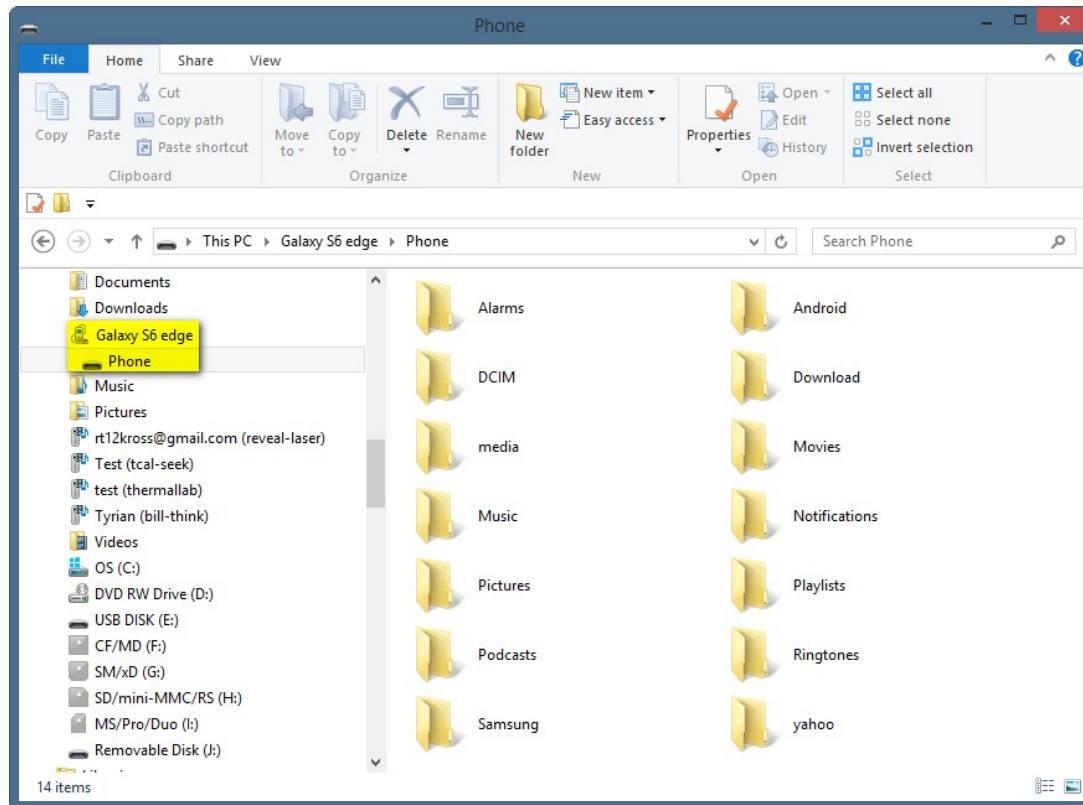 Phone
File Home Share View
Copy
Paste
Cut
Copy path
Paste shortcut
Clipboard
Move to
Copy to
Delete
Rename
Organize
New folder
New item
Easy access
New
Properties
Open
Edit
History
Open
Select all
Select none
Invert selection
Select
This PC Galaxy S6 edge Phone
Search Phone
Documents
Downloads
Galaxy S6 edge
Phone
Music
Pictures
rt12kross@gmail.com (reveal-laser)
Test (tcal-seek)
test (thermallab)
Tyrian (bill-think)
Videos
OS (C:)
DVD RW Drive (D:)
USB DISK (E:)
CF/MD (F:)
SM/xD (G:)
SD/mini-MMC/RS (H:)
MS/Pro/Duo (I:)
Removable Disk (J:)
Alarms Android
DCIM Download
media Movies
Music Notifications
Pictures Playlists
Podcasts Ringtones
Samsung yahoo
14 items